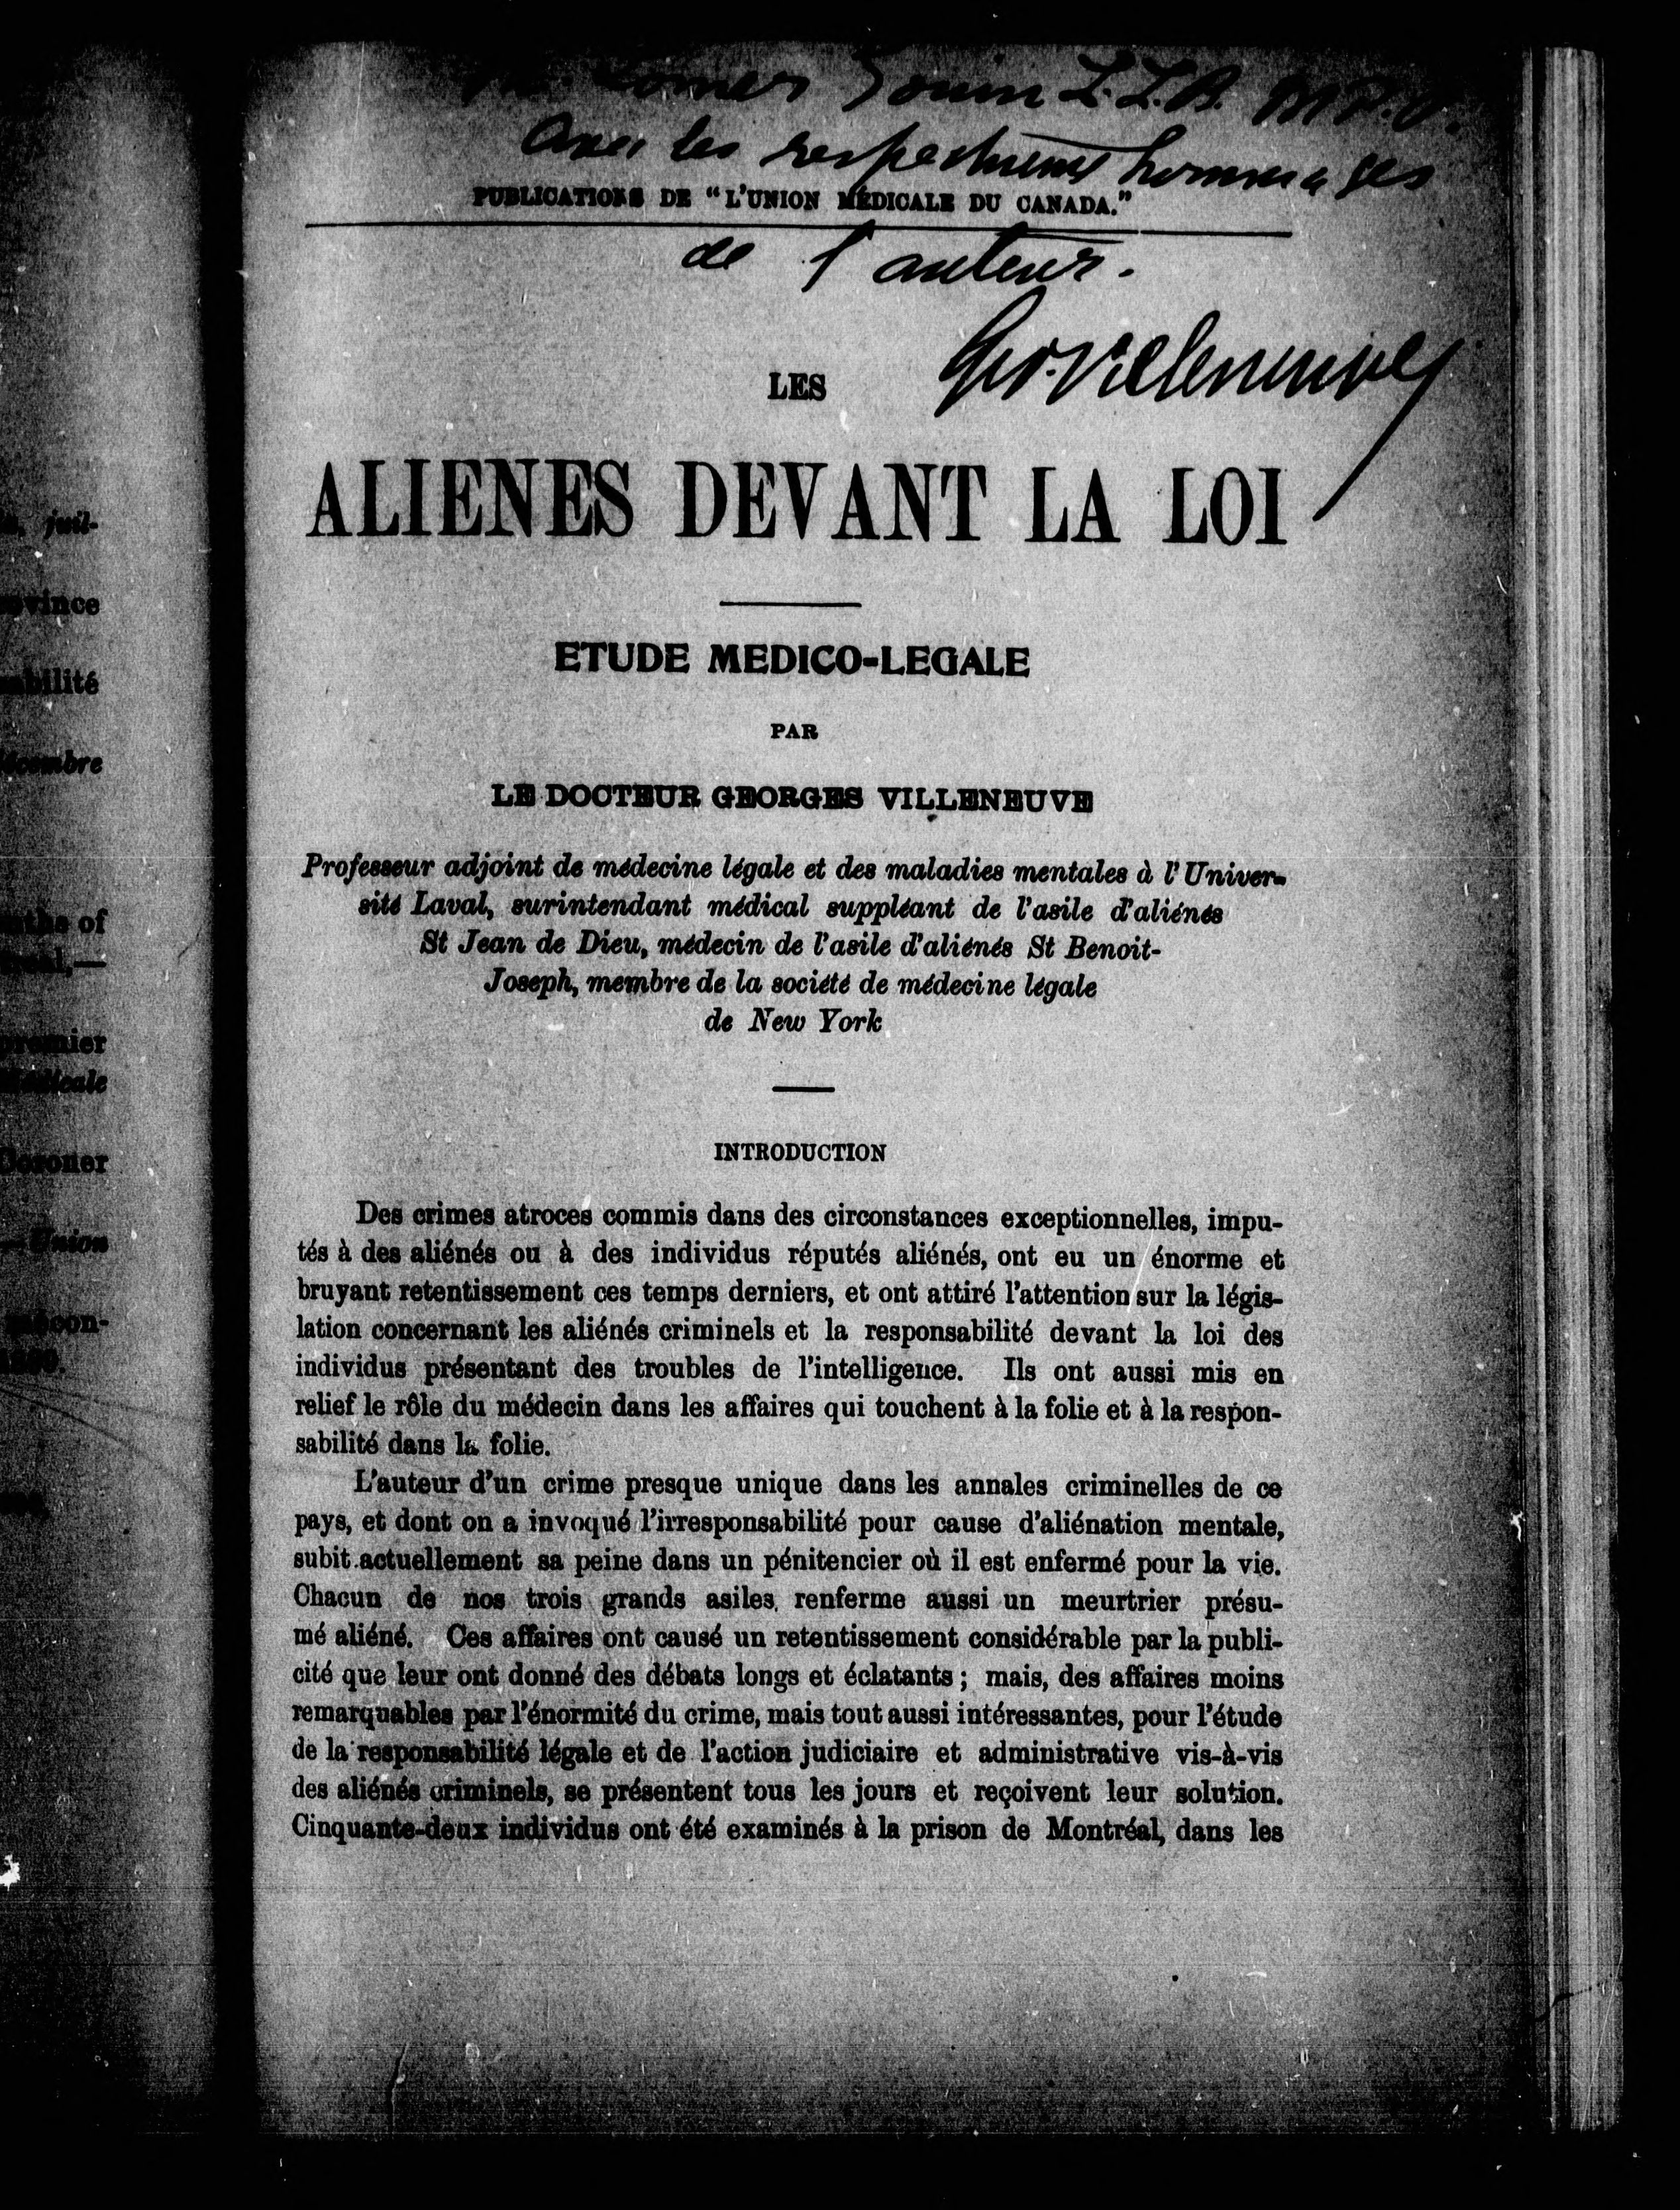 Lomer Gouin L.L.B. M.P.P.
Avec les respectueux hommages
PUBLICATIONS DE "L'UNION MÉDICALE DU CANADA."
de l'auteur.
Geo. Villeneuve
LES
ALIENES DEVANT LA LOI
ETUDE MEDICO-LEGALE
PAR
LE DOCTEUR GEORGES VILLENEUVE
Professeur adjoint de médecine légale et des maladies mentales à l'Univer-
sité Laval, surintendant médical suppléant de l'asile d'aliénés
St Jean de Dieu, médecin de l'asile d'aliénés St Benoit-
Joseph, membre de la société de médecine légale
de New York
INTRODUCTION
Des crimes atroces commis dans des circonstances exceptionnelles, impu-
tés à des aliénés ou à des individus réputés aliénés, ont eu un énorme et
bruyant retentissement ces temps derniers, et ont attiré l'attention sur la légis-
lation concernant les aliénés criminels et la responsabilité devant la loi des
individus présentant des troubles de l'intelligence. Ils ont aussi mis en
relief le rôle du médecin dans les affaires qui touchent à la folie et à la respon-
sabilité dans la folie.
L'auteur d'un crime presque unique dans les annales criminelles de ce
pays, et dont on a invoqué l'irresponsabilité pour cause d'aliénation mentale,
subit actuellement sa peine dans un pénitencier où il est enfermé pour la vie.
Chacun de nos trois grands asiles, renferme aussi un meurtrier présu-
mé aliéné. Ces affaires ont causé un retentissement considérable par la publi-
cité que leur ont donné des débats longs et éclatants ; mais, des affaires moins
remarquables par l'énormité du crime, mais tout aussi intéressantes, pour l'étude
de la responsabilité légale et de l'action judiciaire et administrative vis-à-vis
des aliénés criminels, se présentent tous les jours et reçoivent leur solution.
Cinquante-deux individus ont été examinés à la prison de Montréal, dans les